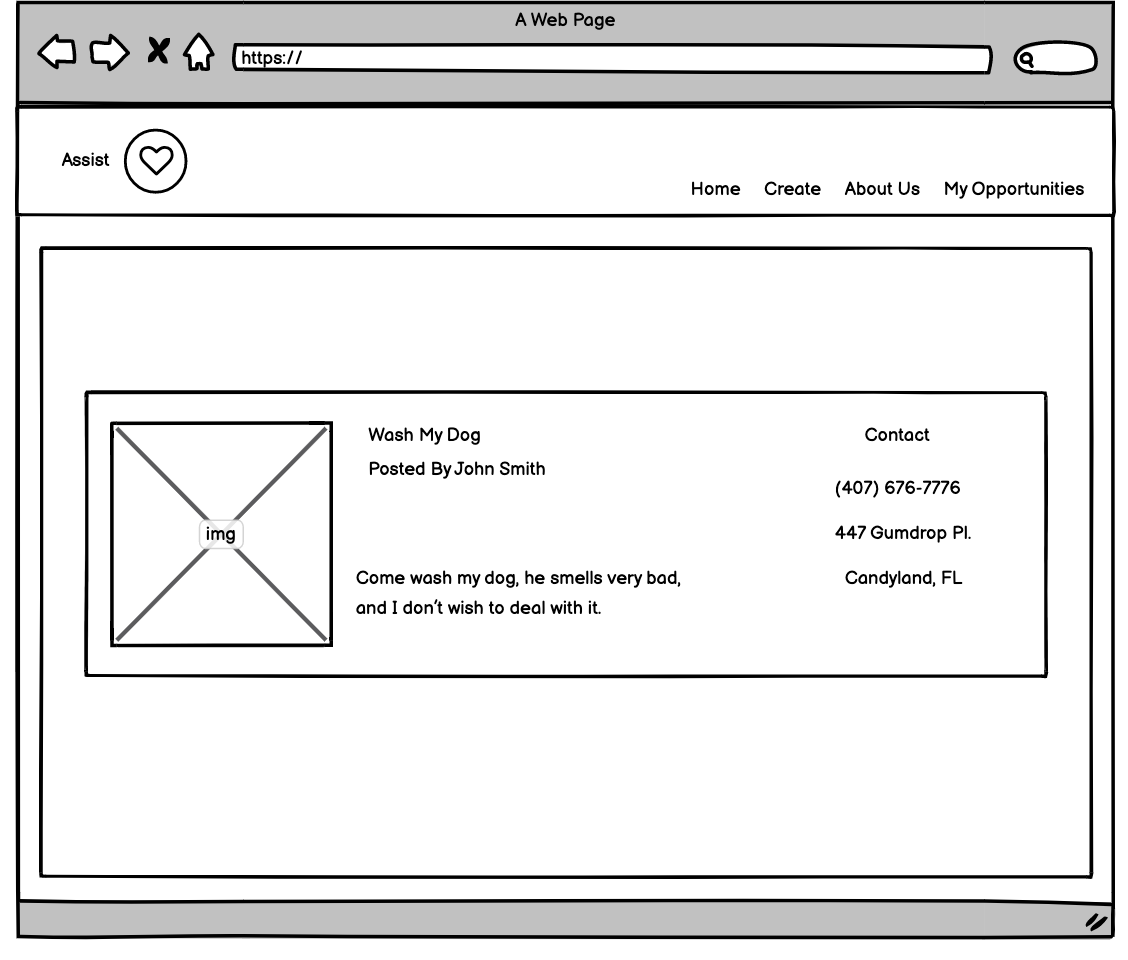 A Web Page
https://
Assist
Home Create About Us My Opportunities
Wash My Dog
Posted By John Smith
img
Come wash my dog, he smells very bad,
and I don't wish to deal with it.
Contact
(407) 676-7776
447 Gumdrop Pl.
Candyland, FL